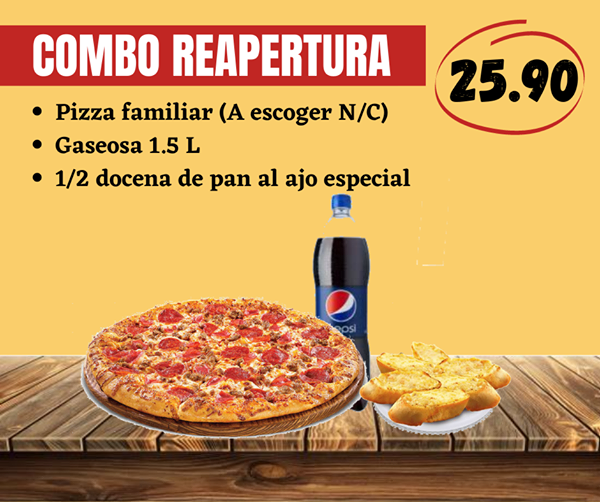 COMBO REAPERTURA
25.90
• Pizza familiar (A escoger N/C)
• Gaseosa 1.5 L
• 1/2 docena de pan al ajo especial
epsi